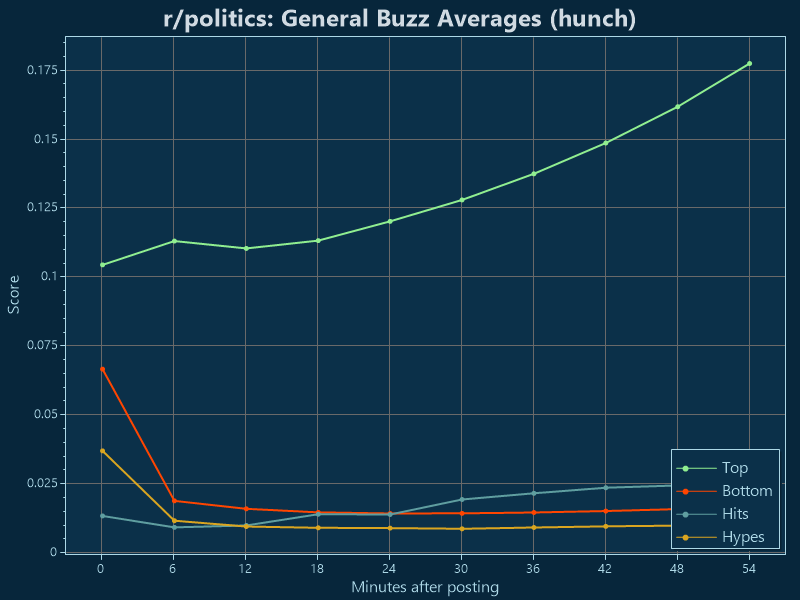 r/politics: General Buzz Averages (hunch)
Score
0.175
0.15
0.125
0.1
0.075
0.05
0.025
0
Top
Bottom
Hits
Hypes
0 6 12 18 24 30 36 42 48 54
Minutes after posting